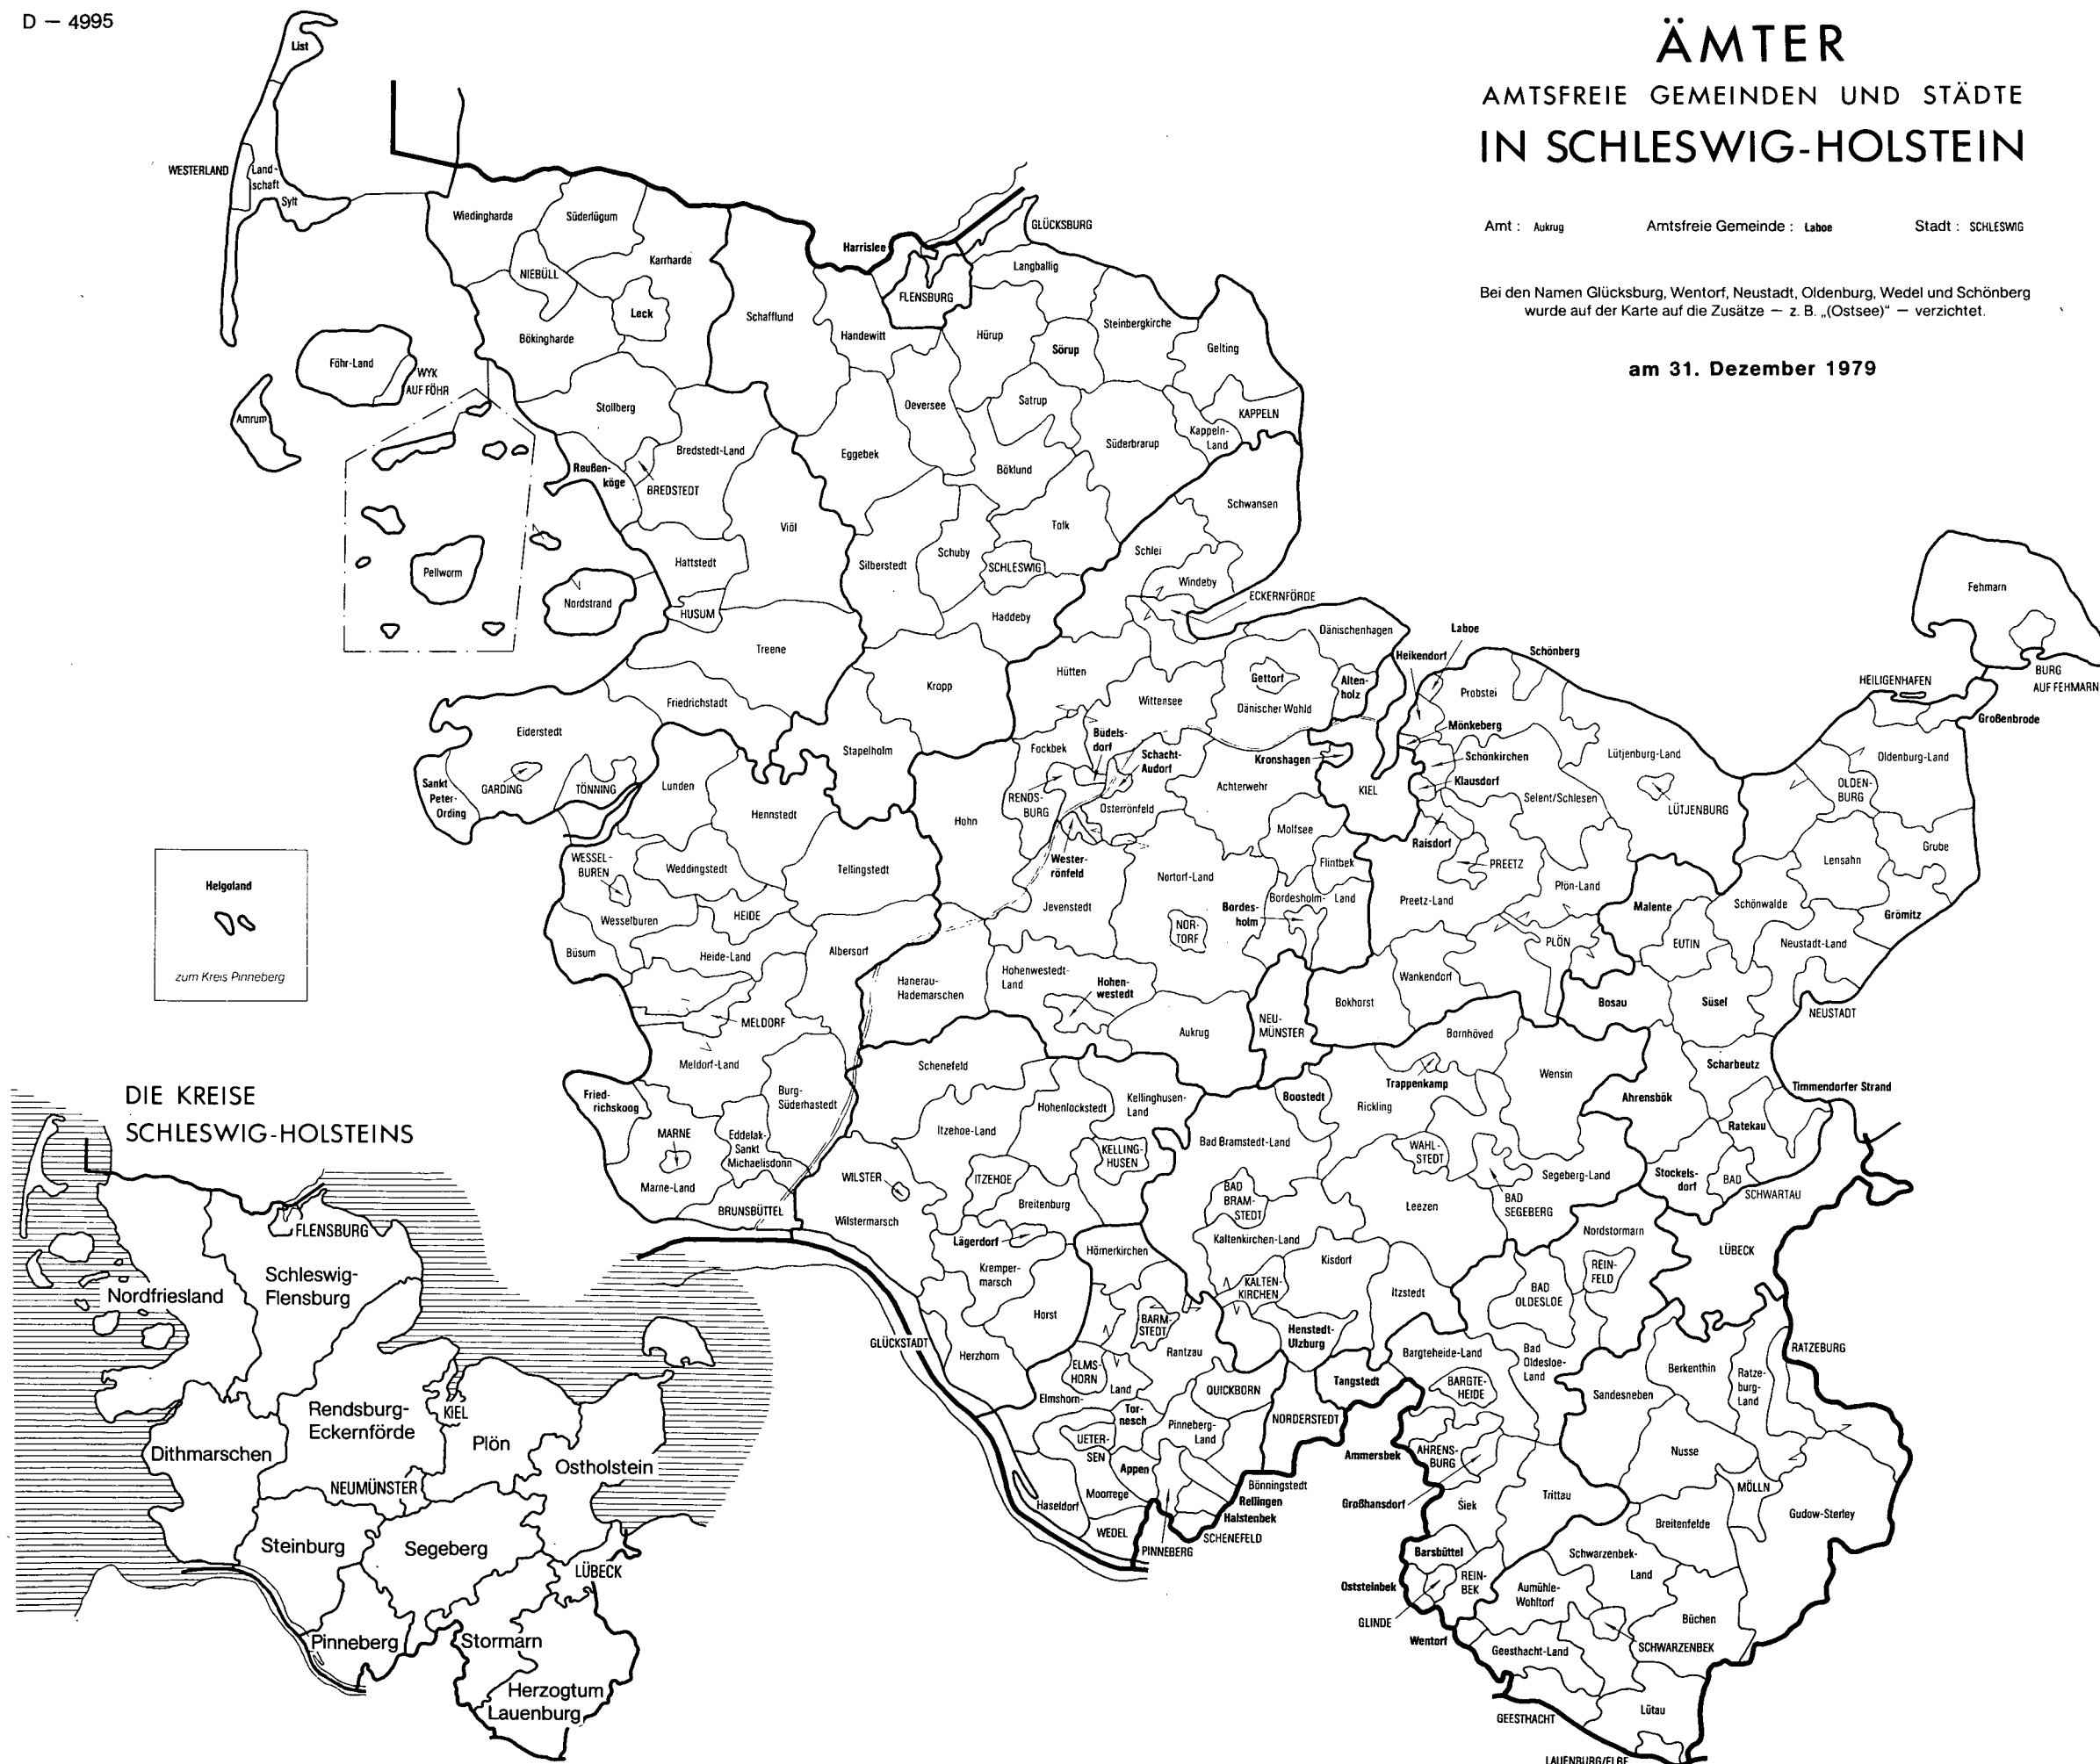 D — 4995
ÄMTER
AMTSFREIE GEMEINDEN UND STÄDTE
IN SCHLESWIG-HOLSTEIN
Amt : Aukrug
Amtsfreie Gemeinde : Laboe
Stadt : SCHLESWIG
Bei den Namen Glücksburg, Wentorf, Neustadt, Oldenburg, Wedel und Schönberg
wurde auf der Karte auf die Zusätze — z. B. „(Ostsee)“ — verzichtet.
am 31. Dezember 1979
List
WESTERLAND
Land-
schaft
Sylt
Wiedingharde
Süderlügum
Karrharde
NIEBÜLL
Leck
Bökingharde
Schafflund
Harrislee
GLÜCKSBURG
Langballig
FLENSBURG
Handewitt
Hürup
Sörup
Steinbergkirche
Gelting
Föhr-Land
WYK
AUF FÖHR
Amrum
Stollberg
Oeversee
Satrup
KAPPELN
Kappeln-
Land
Süderbrarup
Bredstedt-Land
Eggebek
Böklund
Reußen-
köge
BREDSTEDT
Schwansen
Viöl
Tolk
Schuby
Schlei
Hattstedt
Silberstedt
SCHLESWIG
Pellworm
Windeby
Nordstrand
HUSUM
ECKERNFÖRDE
Haddeby
Fehmarn
Dänischenhagen
Laboe
Treene
Heikendorf
Schönberg
Hütten
Gettorf
Alten-
holz
BURG
AUF FEHMARN
Kropp
HEILIGENHAFEN
Probstei
Friedrichstadt
Wittensee
Dänischer Wohld
Großenbrode
Mönkeberg
Eiderstedt
Büdels-
dorf
Fockbek
Stapelholm
Schacht-
Audorf
Kronshagen
Schönkirchen
Lütjenburg-Land
Oldenburg-Land
Sankt
Peter-
Ording
GARDING
TÖNNING
Lunden
Klausdorf
Achterwehr
KIEL
OLDEN-
BURG
RENDS-
BURG
Selent/Schlesen
Osterrönfeld
LÜTJENBURG
Hennstedt
Hohn
Molfsee
Raisdorf
Grube
WESSEL-
BUREN
Wester-
rönfeld
Flintbek
PREETZ
Lensahn
Weddingstedt
Tellingstedt
Helgoland
zum Kreis Pinneberg
Nortorf-Land
Plön-Land
Bordesholm- Land
Preetz-Land
Jevenstedt
Bordes-
holm
Malente
Schönwalde
Grömitz
Wesselburen
HEIDE
NOR-
TORF
PLÖN
EUTIN
Neustadt-Land
Büsum
Heide-Land
Albersorf
Hohenwestedt-
Land
Wankendorf
Hanerau-
Hademarschen
Hohen-
westedt
Bokhorst
Bosau
Süsel
NEUSTADT
MELDORF
NEU-
MÜNSTER
Aukrug
Bornhöved
Meldorf-Land
Schenefeld
Scharbeutz
Wensin
Timmendorfer Strand
Trappenkamp
Fried-
richskoog
Burg-
Süderhastedt
Kellinghusen-
Land
Boostedt
Ahrensbök
Hohenlockstedt
Rickling
Ratekau
MARNE
Eddelak-
Sankt
Michaelisdonn
Itzehoe-Land
Bad Bramstedt-Land
WAHL-
STEDT
KELLING-
HUSEN
Stockels-
dorf
BAD
SCHWARTAU
Segeberg-Land
Marne-Land
WILSTER
ITZEHOE
BAD
BRAM-
STEDT
BAD
SEGEBERG
Leezen
Breitenburg
BRUNSBÜTTEL
Wilstermarsch
Nordstormarn
Lägerdorf
Kaltenkirchen-Land
LÜBECK
Hörnerkirchen
Kisdorf
REIN-
FELD
Kremper-
marsch
KALTEN-
KIRCHEN
Itzstedt
BAD
OLDESLOE
Horst
BARM-
STEDT
Henstedt-
Ulzburg
GLÜCKSTADT
Herzhorn
Rantzau
Bargteheide-Land
Bad
Oldesloe-
Land
RATZEBURG
Berkenthin
Ratze-
burg-
Land
ELMS-
HORN
Elmshorn-
Land
QUICKBORN
Tangstedt
BARGTE-
HEIDE
Sandesneben
Tor-
nesch
Pinneberg-
Land
NORDERSTEDT
UETER-
SEN
Ammersbek
AHRENS-
BURG
Nusse
Appen
MÖLLN
Moorrege
Bönningstedt
Haseldorf
Rellingen
Großhansdorf
Siek
Trittau
Halstenbek
Breitenfelde
Gudow-Sterley
WEDEL
SCHENEFELD
PINNEBERG
Barsbüttel
Schwarzenbek-
Land
Oststeinbek
REIN-
BEK
Aumühle-
Wohltorf
GLINDE
Büchen
Wentorf
SCHWARZENBEK
Geesthacht-Land
Lütau
GEESTHACHT
LAUENBURG/ELBE
DIE KREISE
SCHLESWIG-HOLSTEINS
FLENSBURG
Nordfriesland
Schleswig-
Flensburg
Rendsburg-
Eckernförde
KIEL
Plön
Dithmarschen
Ostholstein
NEUMÜNSTER
Steinburg
Segeberg
LÜBECK
Pinneberg
Stormarn
Herzogtum
Lauenburg